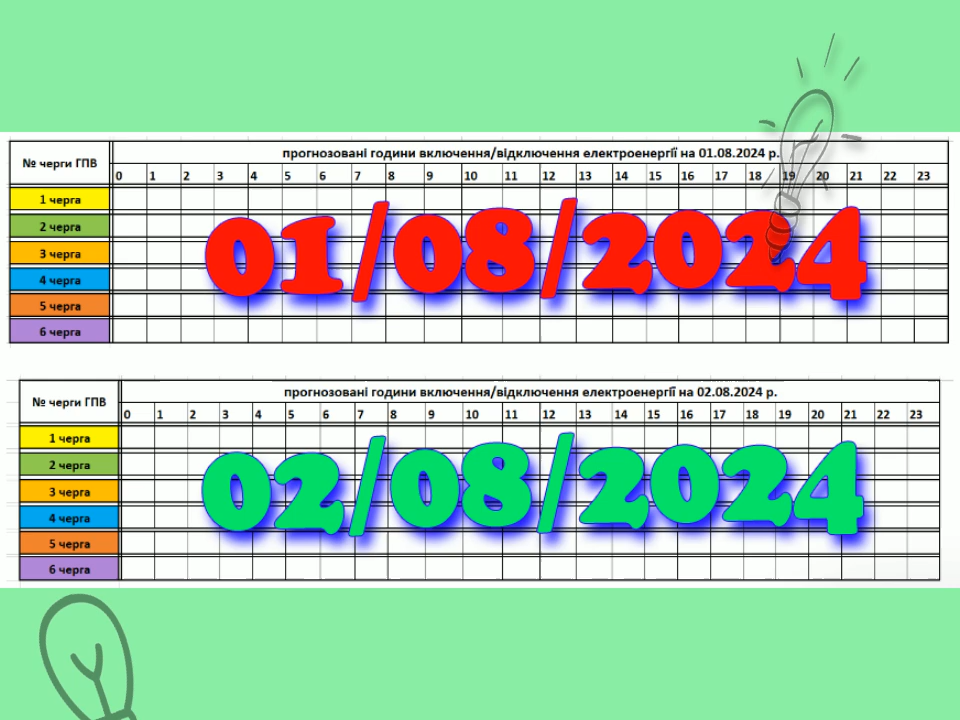 № черги ГПВ
прогнозовані години включення/відключення електроенергії на 01.08.2024 р.
0 1 2 3 4 5 6 7 8 9 10 11 12 13 14 15 16 17 18 19 20 21 22 23
1 черга
2 черга
3 черга
4 черга
5 черга
6 черга
01/08/2024
№ черги ГПВ
прогнозовані години включення/відключення електроенергії на 02.08.2024 р.
0 1 2 3 4 5 6 7 8 9 10 11 12 13 14 15 16 17 18 19 20 21 22 23
1 черга
2 черга
3 черга
4 черга
5 черга
6 черга
02/08/2024